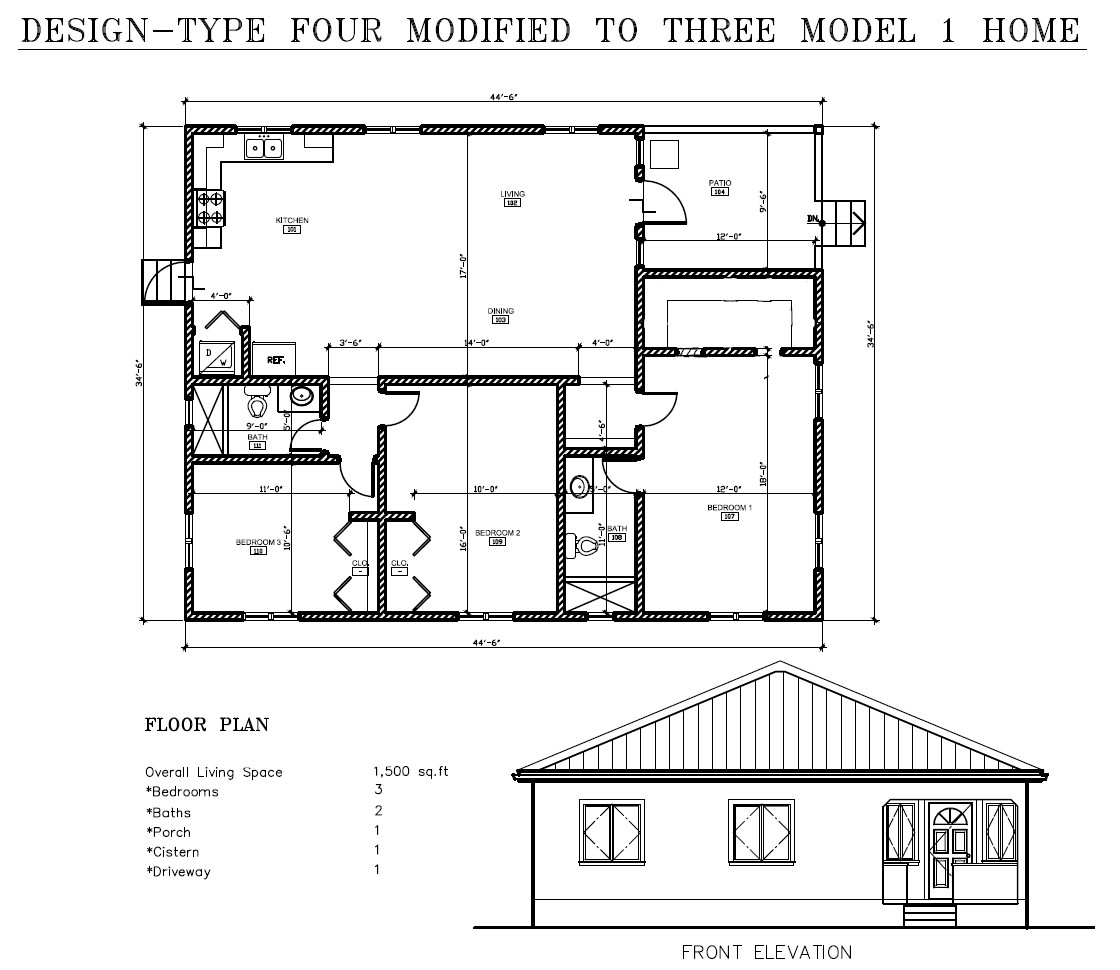 DESIGN-TYPE FOUR MODIFIED TO THREE MODEL 1 HOME
44'-6"
LIVING
102
PATIO
104
9'-6"
DN.
KITCHEN
101
12'-0"
17'-0"
4'-0"
DINING
103
34'-6"
34'-6"
3'-6"
14'-0"
4'-0"
D
W
REF.
9'-0"
5'-0"
BATH
111
4'-6"
18'-0"
11'-0"
10'-0"
5'-0"
12'-0"
BEDROOM 1
107
BEDROOM 3
110
10'-6"
BEDROOM 2
109
16'-0"
11'-0"
BATH
108
CLO.
-
CLO.
-
44'-6"
FLOOR PLAN
Overall Living Space 1,500 sq.ft
*Bedrooms 3
*Baths 2
*Porch 1
*Cistern 1
*Driveway 1
FRONT ELEVATION